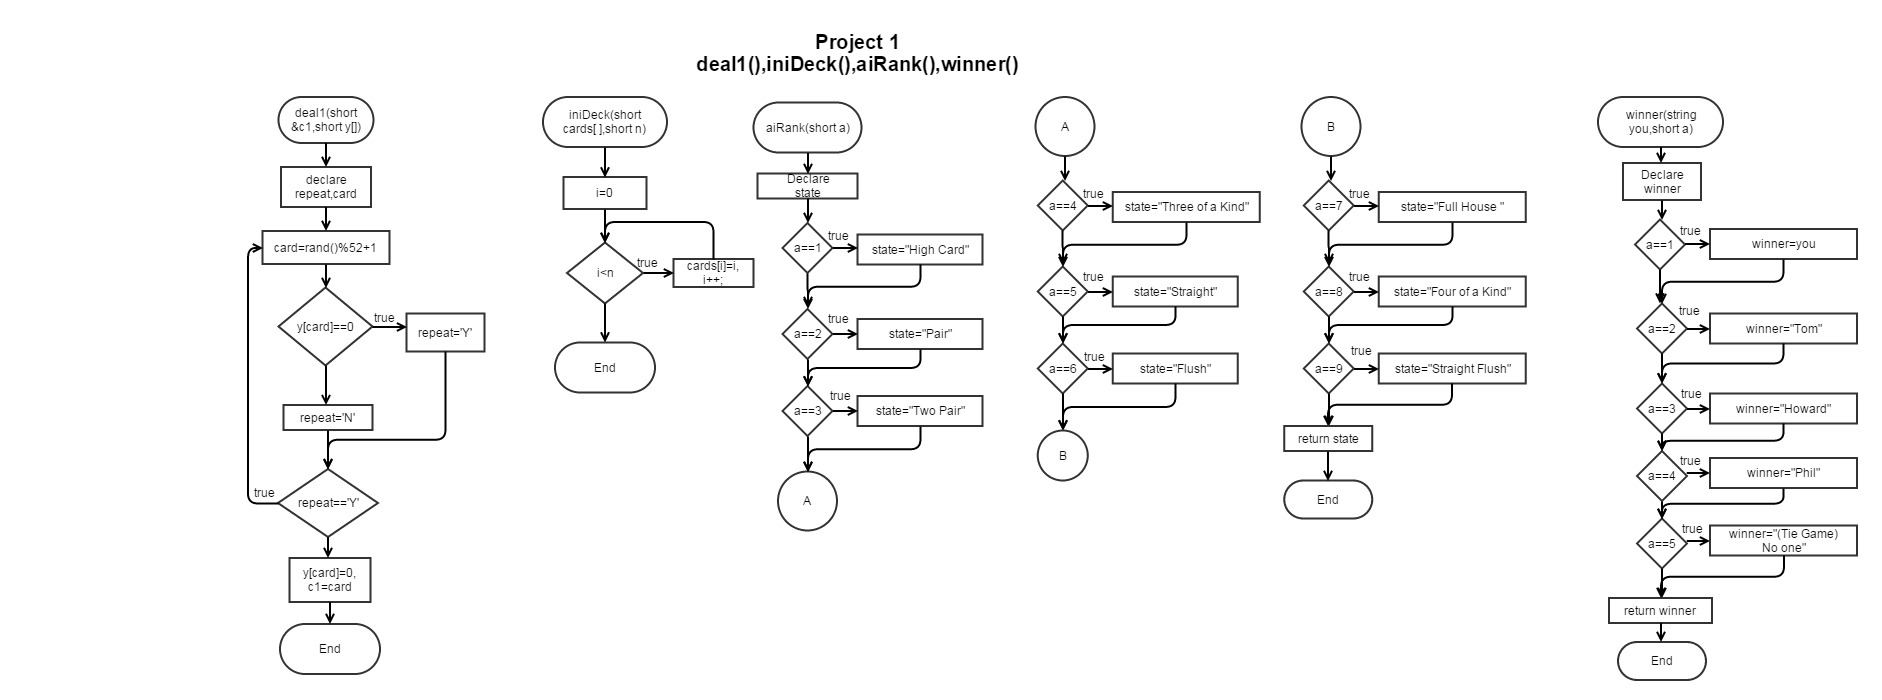 Project 1
deal1(),iniDeck(),aiRank(),winner()
deal1(short
&c1,short y[])
declare
repeat,card
card=rand()%52+1
y[card]==0
true
repeat='Y'
repeat='N'
true
repeat=='Y'
y[card]=0,
c1=card
End
iniDeck(short
cards[ ],short n)
i=0
i<n
true
cards[i]=i,
i++;
End
aiRank(short a)
Declare
state
a==1
true
state="High Card"
a==2
true
state="Pair"
a==3
true
state="Two Pair"
A
A
a==4
true
state="Three of a Kind"
a==5
true
state="Straight"
a==6
true
state="Flush"
B
B
a==7
true
state="Full House "
a==8
true
state="Four of a Kind"
a==9
true
state="Straight Flush"
return state
End
winner(string
you,short a)
Declare
winner
a==1
true
winner=you
a==2
true
winner="Tom"
a==3
true
winner="Howard"
a==4
true
winner="Phil"
a==5
true
winner="(Tie Game)
No one"
return winner
End